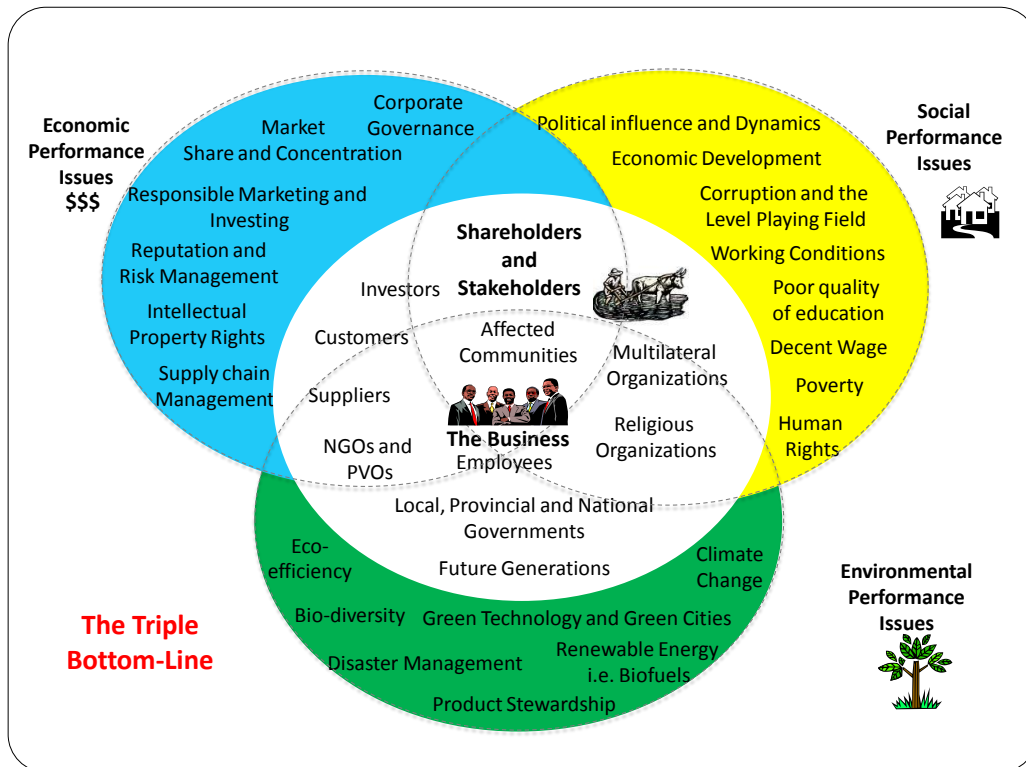 Economic
Performance
Issues
$$$
Corporate
Governance
Market
Share and Concentration
Responsible Marketing and
Investing
Reputation and
Risk Management
Intellectual
Property Rights
Supply chain
Management
Political influence and Dynamics
Economic Development
Corruption and the
Level Playing Field
Working Conditions
Poor quality
of education
Decent Wage
Poverty
Human
Rights
Social
Performance
Issues
Shareholders
and
Stakeholders
Investors
Customers
Affected
Communities
Multilateral
Organizations
Suppliers
Religious
Organizations
NGOs and
PVOs
The Business
Employees
Local, Provincial and National
Governments
Future Generations
Eco-
efficiency
Climate
Change
Bio-diversity
Green Technology and Green Cities
Disaster Management
Renewable Energy
i.e. Biofuels
Product Stewardship
Environmental
Performance
Issues
The Triple
Bottom-Line